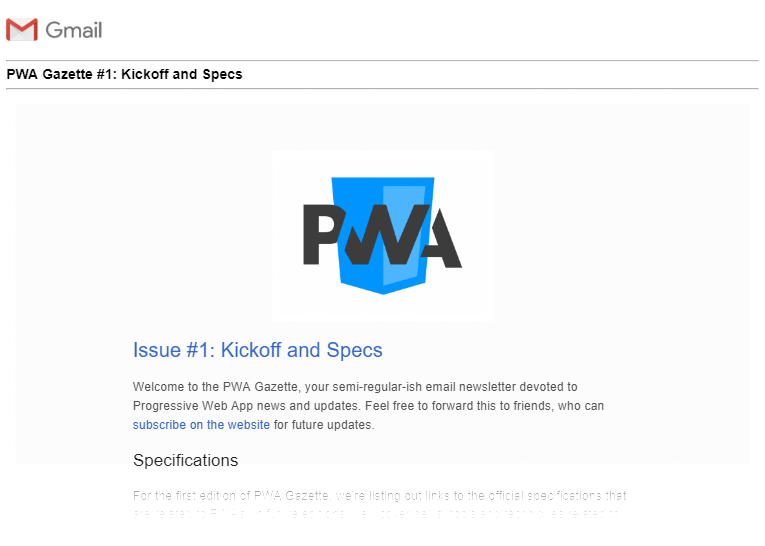 Gmail
PWA Gazette #1: Kickoff and Specs
PWA
Issue #1: Kickoff and Specs
Welcome to the PWA Gazette, your semi-regular-ish email newsletter devoted to
Progressive Web App news and updates. Feel free to forward this to friends, who can
subscribe on the website for future updates.
Specifications
For the first edition of PWA Gazette, we're listing out links to the official specifications that